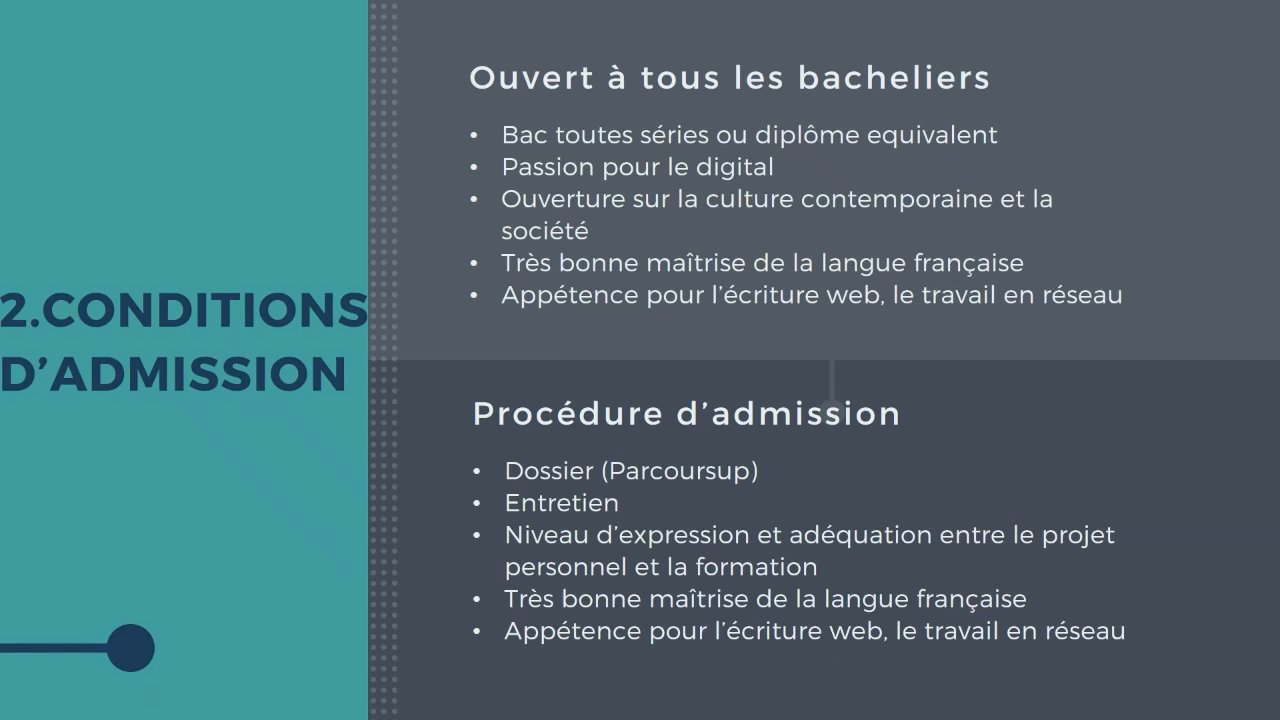 2.CONDITIONS
D’ADMISSION
Ouvert à tous les bacheliers
• Bac toutes séries ou diplôme equivalent
• Passion pour le digital
• Ouverture sur la culture contemporaine et la
société
• Très bonne maîtrise de la langue française
• Appétence pour l’écriture web, le travail en réseau
Procédure d’admission
• Dossier (Parcoursup)
• Entretien
• Niveau d’expression et adéquation entre le projet
personnel et la formation
• Très bonne maîtrise de la langue française
• Appétence pour l’écriture web, le travail en réseau